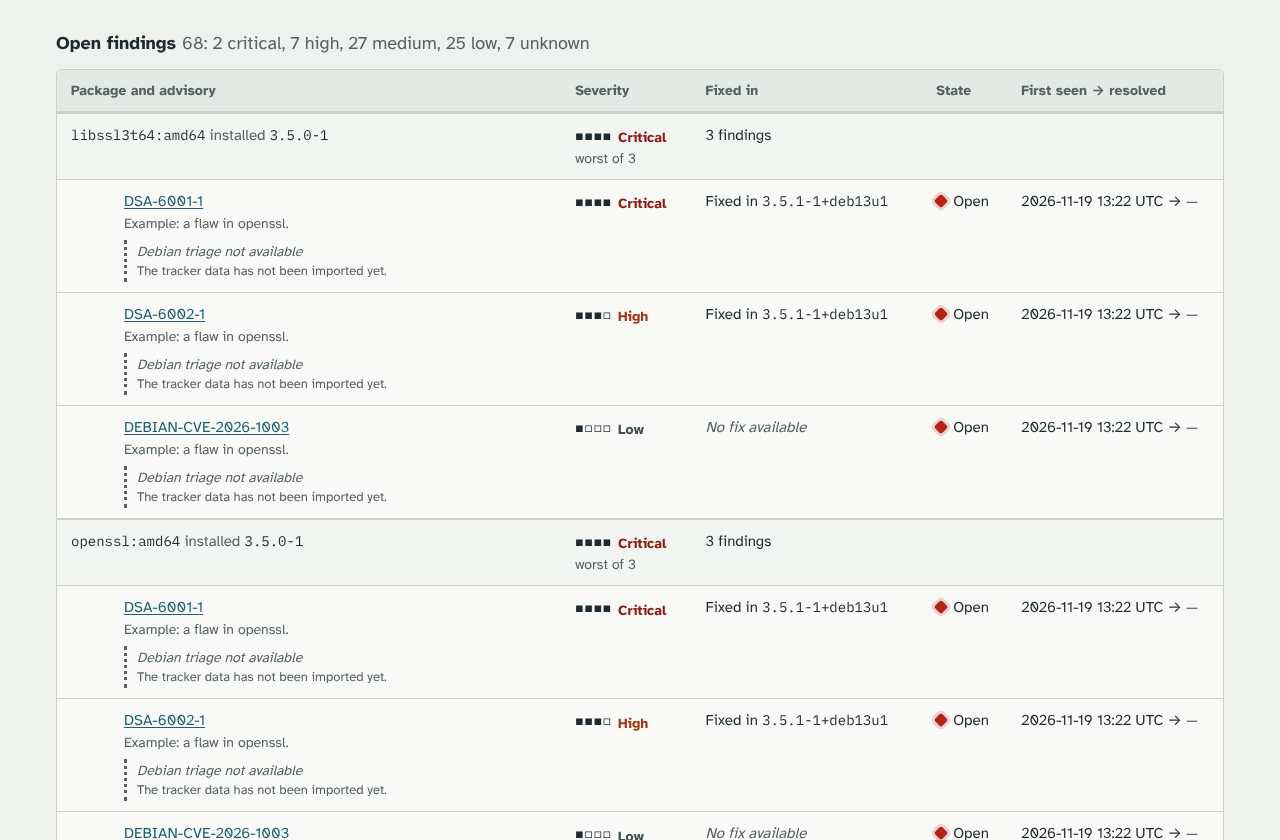 Open findings 68: 2 critical, 7 high, 27 medium, 25 low, 7 unknown
Package and advisory Severity Fixed in State First seen → resolved
libssl3t64:amd64 installed 3.5.0-1 Critical 3 findings
worst of 3
DSA-6001-1 Critical Fixed in 3.5.1-1+deb13u1 Open 2026-11-19 13:22 UTC → —
Example: a flaw in openssl.
Debian triage not available
The tracker data has not been imported yet.
DSA-6002-1 High Fixed in 3.5.1-1+deb13u1 Open 2026-11-19 13:22 UTC → —
Example: a flaw in openssl.
Debian triage not available
The tracker data has not been imported yet.
DEBIAN-CVE-2026-1003 Low No fix available Open 2026-11-19 13:22 UTC → —
Example: a flaw in openssl.
Debian triage not available
The tracker data has not been imported yet.
openssl:amd64 installed 3.5.0-1 Critical 3 findings
worst of 3
DSA-6001-1 Critical Fixed in 3.5.1-1+deb13u1 Open 2026-11-19 13:22 UTC → —
Example: a flaw in openssl.
Debian triage not available
The tracker data has not been imported yet.
DSA-6002-1 High Fixed in 3.5.1-1+deb13u1 Open 2026-11-19 13:22 UTC → —
Example: a flaw in openssl.
Debian triage not available
The tracker data has not been imported yet.
DEBIAN-CVE-2026-1003 Low No fix available Open 2026-11-19 13:22 UTC → —